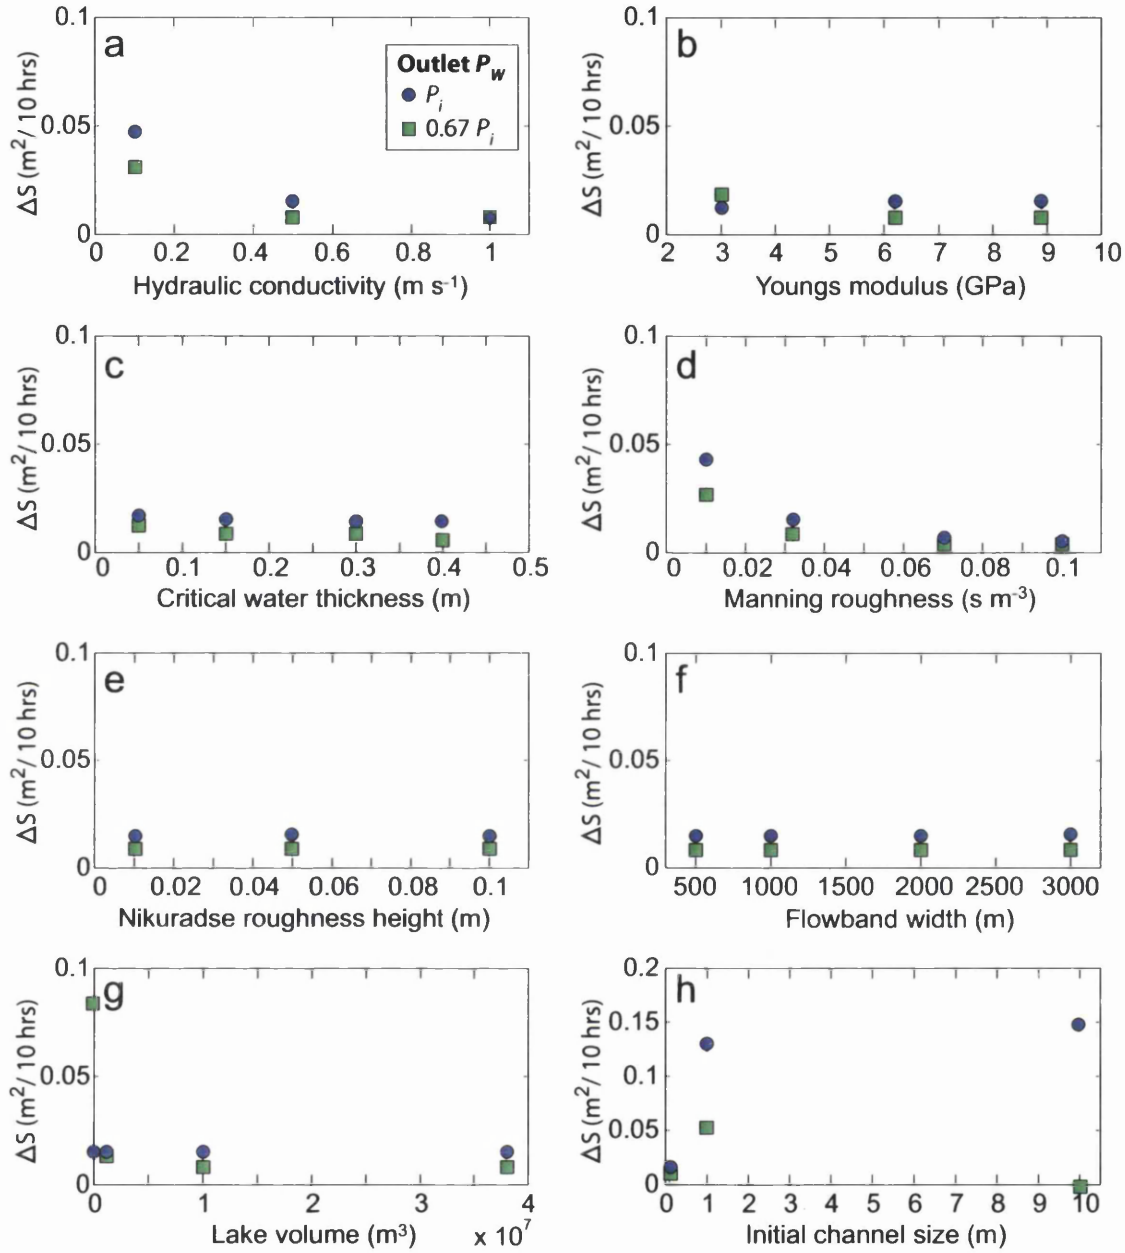 a
0.1
0.05
0
ΔS (m²/ 10 hrs)
Outlet P_w
P_i
0.67 P_i
0 0.2 0.4 0.6 0.8 1
Hydraulic conductivity (m s⁻¹)
b
0.1
0.05
0
ΔS (m²/ 10 hrs)
2 3 4 5 6 7 8 9 10
Youngs modulus (GPa)
c
0.1
0.05
0
ΔS (m²/ 10 hrs)
0 0.1 0.2 0.3 0.4 0.5
Critical water thickness (m)
d
0.1
0.05
0
ΔS (m²/ 10 hrs)
0 0.02 0.04 0.06 0.08 0.1
Manning roughness (s m⁻³)
e
0.1
0.05
0
ΔS (m²/ 10 hrs)
0 0.02 0.04 0.06 0.08 0.1
Nikuradse roughness height (m)
f
0.1
0.05
0
ΔS (m²/ 10 hrs)
500 1000 1500 2000 2500 3000
Flowband width (m)
g
0.1
0.05
0
ΔS (m²/ 10 hrs)
0 1 2 3 4
Lake volume (m³) x 10⁷
h
0.2
0.15
0.1
0.05
0
ΔS (m²/ 10 hrs)
0 1 2 3 4 5 6 7 8 9 10
Initial channel size (m)